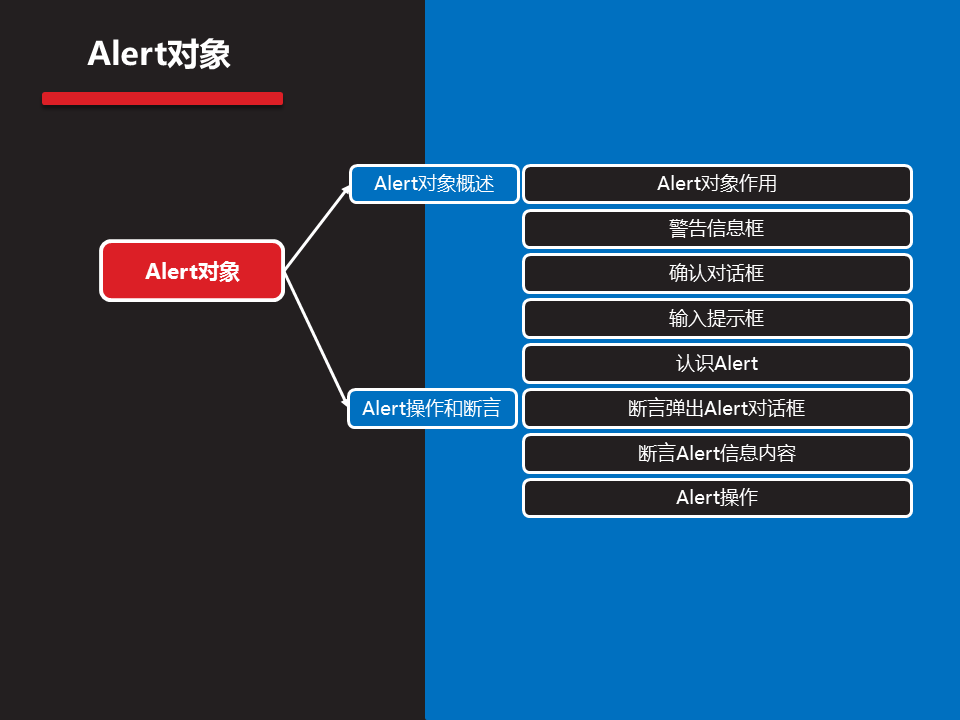 Alert对象
Alert对象
Alert对象概述
Alert对象作用
警告信息框
确认对话框
输入提示框
认识Alert
Alert操作和断言
断言弹出Alert对话框
断言Alert信息内容
Alert操作